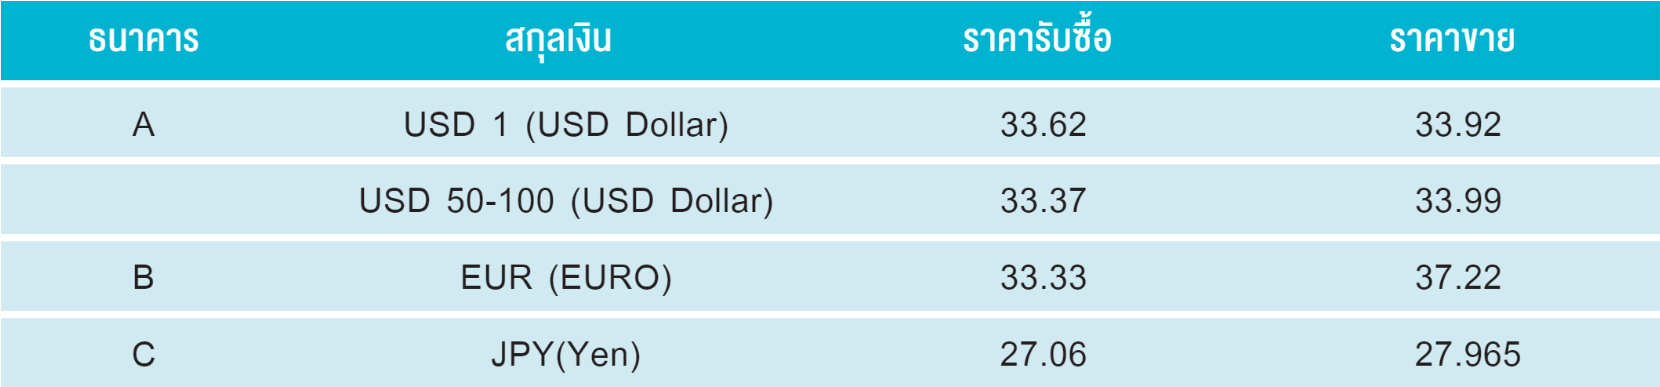 ธนาคาร สกุลเงิน ราคารับซื้อ ราคาขาย
A USD 1 (USD Dollar) 33.62 33.92
USD 50-100 (USD Dollar) 33.37 33.99
B EUR (EURO) 33.33 37.22
C JPY(Yen) 27.06 27.965